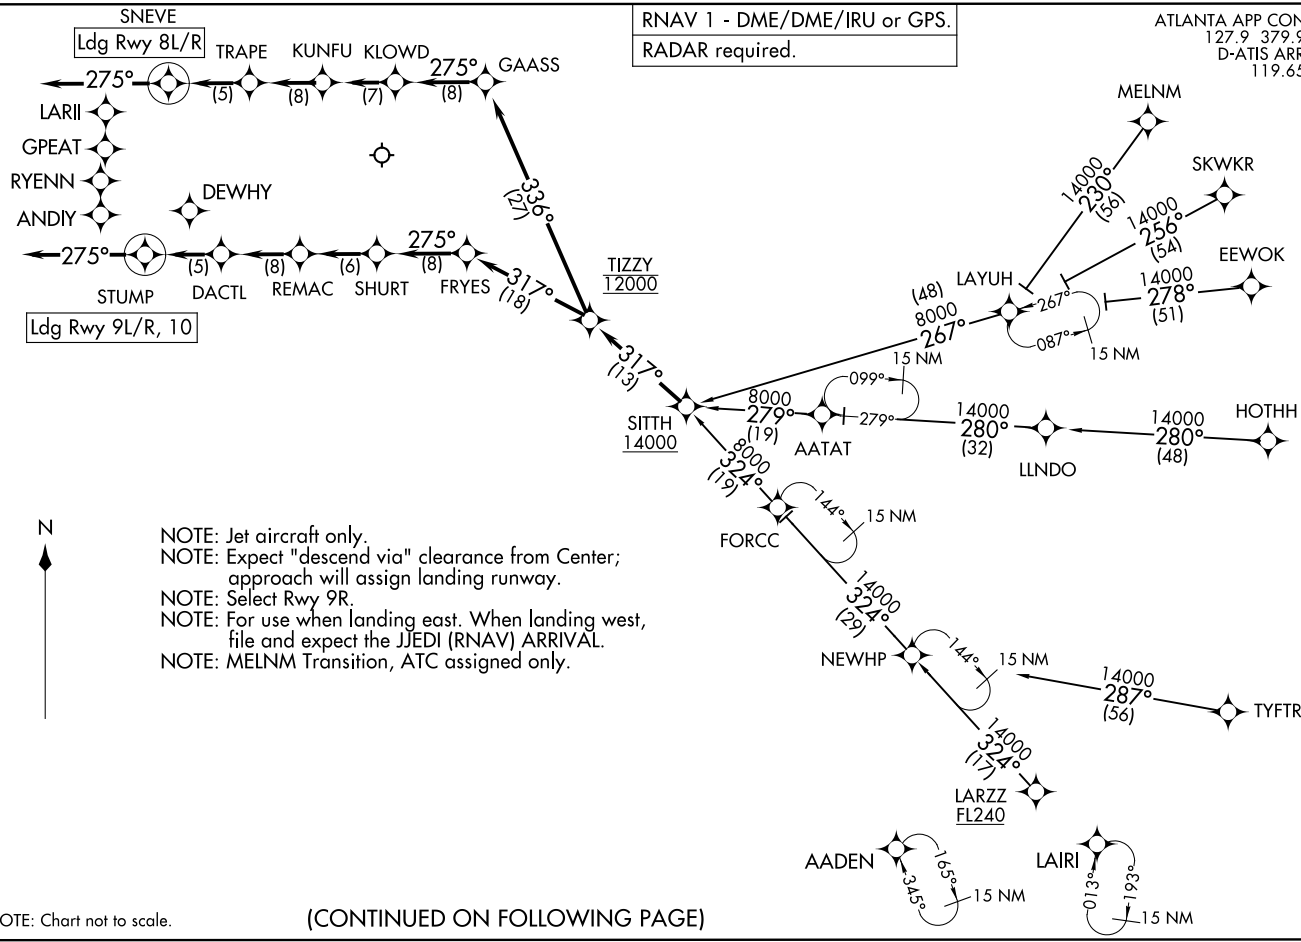 SNEVE
Ldg Rwy 8L/R
RNAV 1 - DME/DME/IRU or GPS.
RADAR required.
ATLANTA APP CON
127.9 379.9
D-ATIS ARR
119.65
275°
TRAPE
KUNFU
KLOWD
275°
GAASS
(5)
(8)
(7)
(8)
LARII
GPEAT
RYENN
ANDIY
DEWHY
336°
(27)
MELNM
14000
230°
(56)
SKWKR
14000
256°
(54)
EEWOK
14000
278°
(51)
275°
STUMP
Ldg Rwy 9L/R, 10
(5)
DACTL
(8)
REMAC
(6)
SHURT
275°
(8)
FRYES
317°
(18)
TIZZY
12000
LAYUH
267°
087°
15 NM
(48)
8000
267°
317°
(13)
SITTH
14000
8000
279°
(19)
099°
15 NM
279°
AATAT
14000
280°
(32)
LLNDO
14000
280°
(48)
HOTHH
8000
324°
(19)
FORCC
144°
15 NM
14000
324°
(29)
NEWHP
144°
15 NM
14000
287°
(56)
TYFTR
14000
324°
(17)
LARZZ
FL240
AADEN
165°
345°
15 NM
LAIRI
013°
193°
15 NM
N
NOTE: Jet aircraft only.
NOTE: Expect "descend via" clearance from Center;
approach will assign landing runway.
NOTE: Select Rwy 9R.
NOTE: For use when landing east. When landing west,
file and expect the JJEDI (RNAV) ARRIVAL.
NOTE: MELNM Transition, ATC assigned only.
OTE: Chart not to scale.
(CONTINUED ON FOLLOWING PAGE)